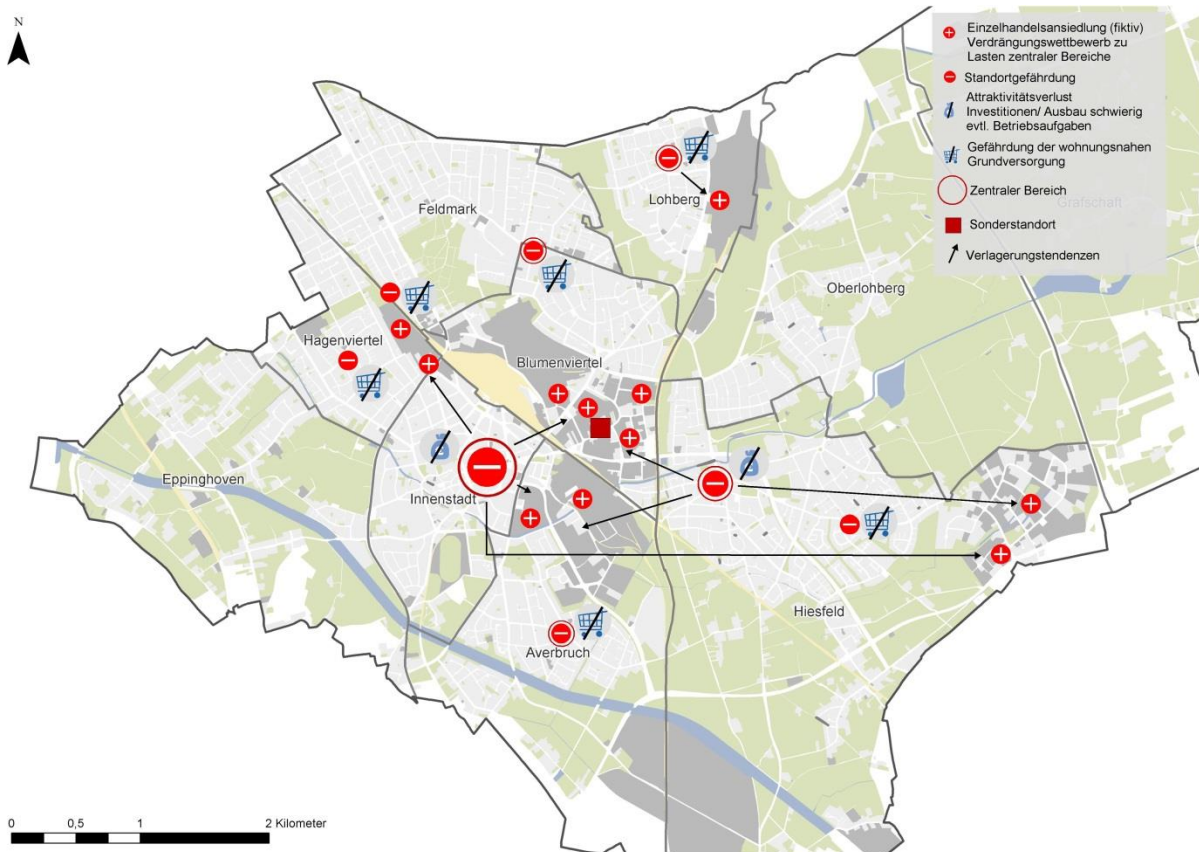 N
Einzelhandelsansiedlung (fiktiv)
Verdrängungswettbewerb zu
Lasten zentraler Bereiche
Standortgefährdung
Attraktivitätsverlust
Investitionen/ Ausbau schwierig
evtl. Betriebsaufgaben
Gefährdung der wohnungsnahen
Grundversorgung
Zentraler Bereich
Sonderstandort
Verlagerungstendenzen
Grafschaft
Lohberg
Feldmark
Oberlohberg
Hagenviertel
Blumenviertel
Eppinghoven
Innenstadt
Hiesfeld
Averbruch
0 0,5 1 2 Kilometer